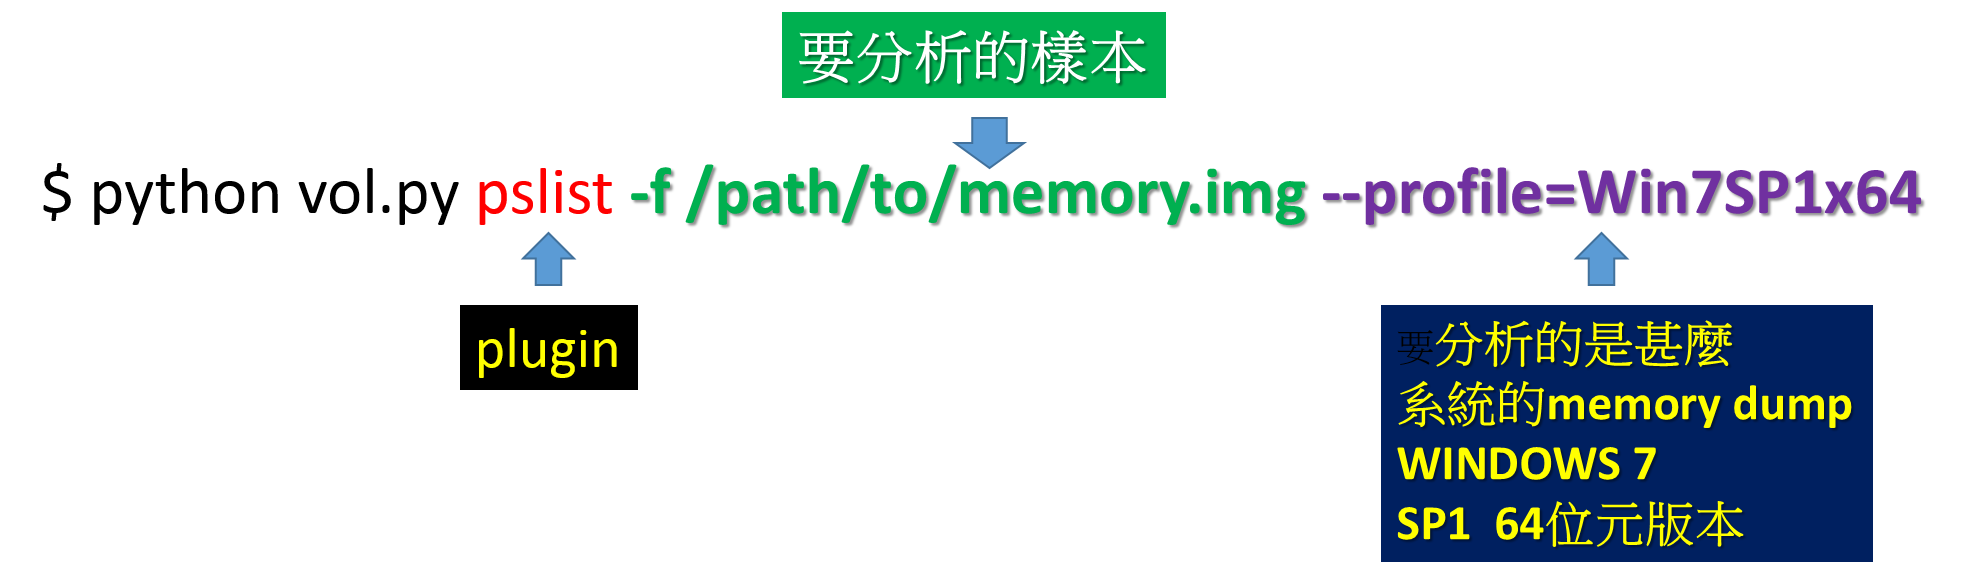 要分析的樣本
$ python vol.py pslist -f /path/to/memory.img --profile=Win7SP1x64
plugin
要分析的是甚麼
系統的memory dump
WINDOWS 7
SP1  64位元版本